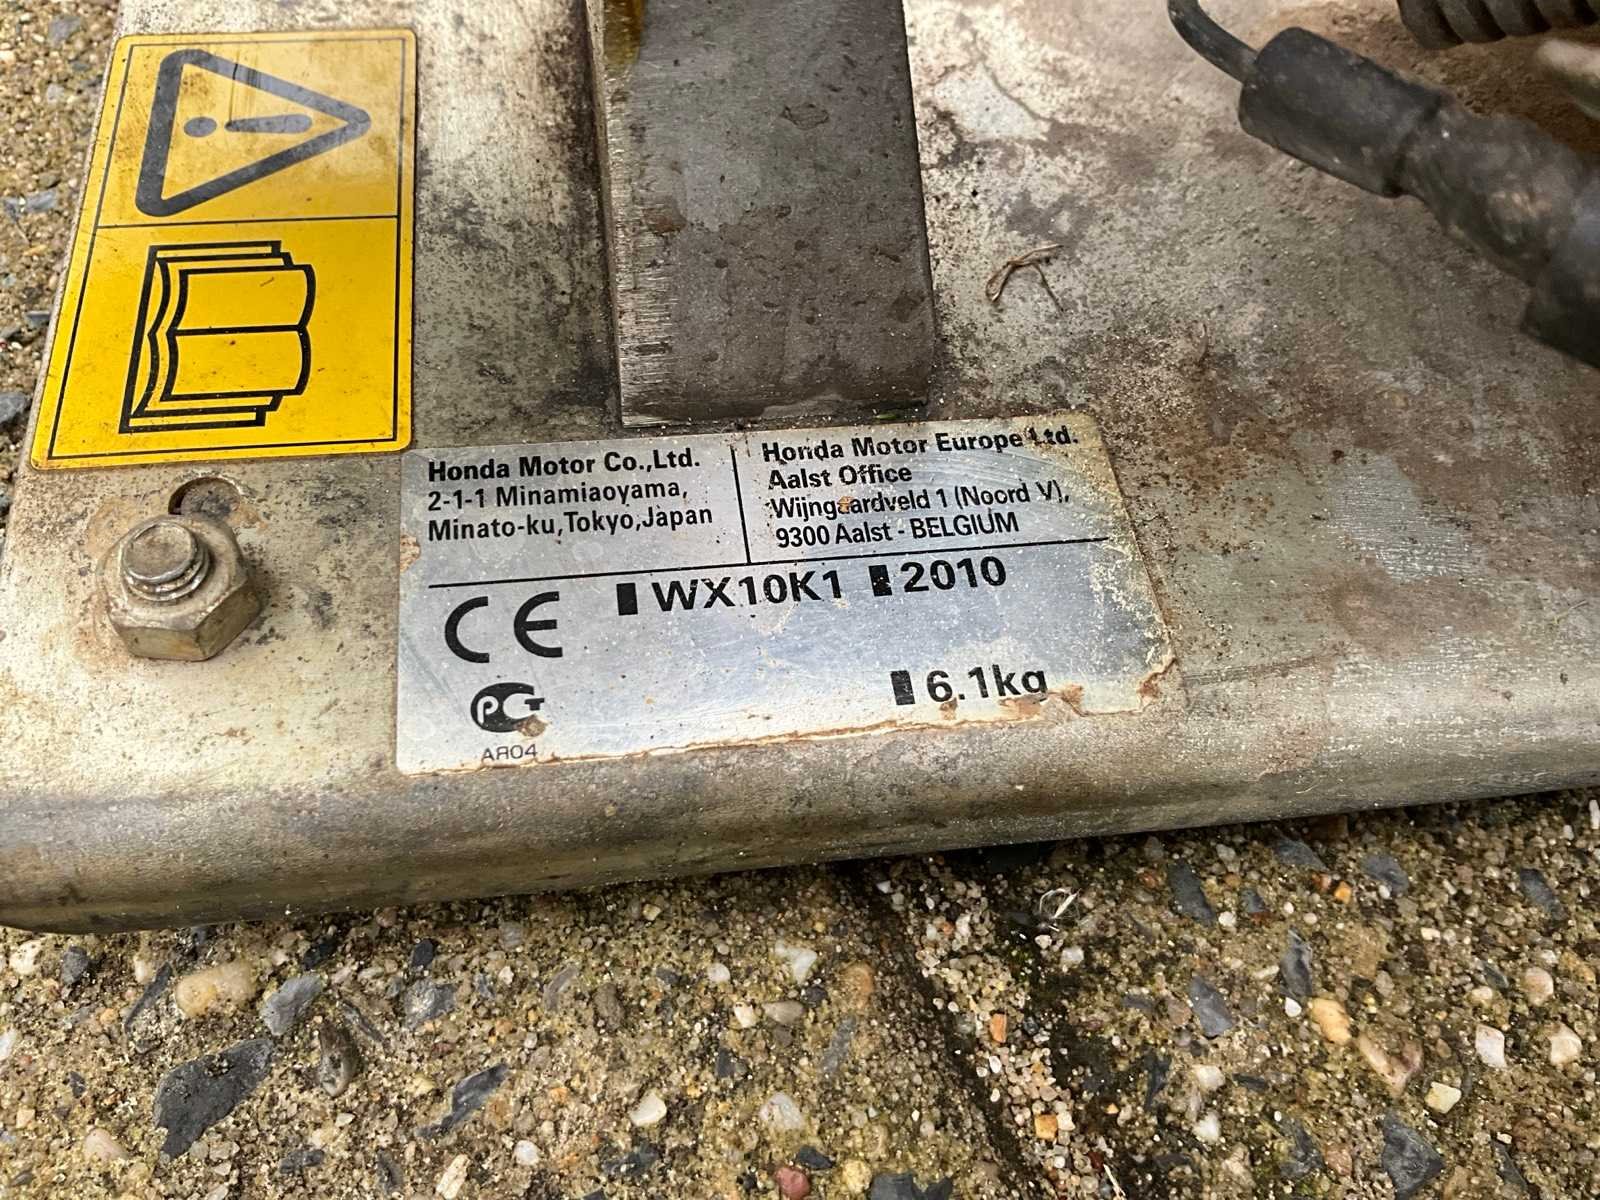 Honda Motor Co.,Ltd.
2-1-1 Minamiaoyama,
Minato-ku,Tokyo,Japan
Honda Motor Europe Ltd.
Aalst Office
Wijngaardveld 1 (Noord V),
9300 Aalst - BELGIUM
CE
WX10K1
2010
6.1kg
PCT
АЯ04